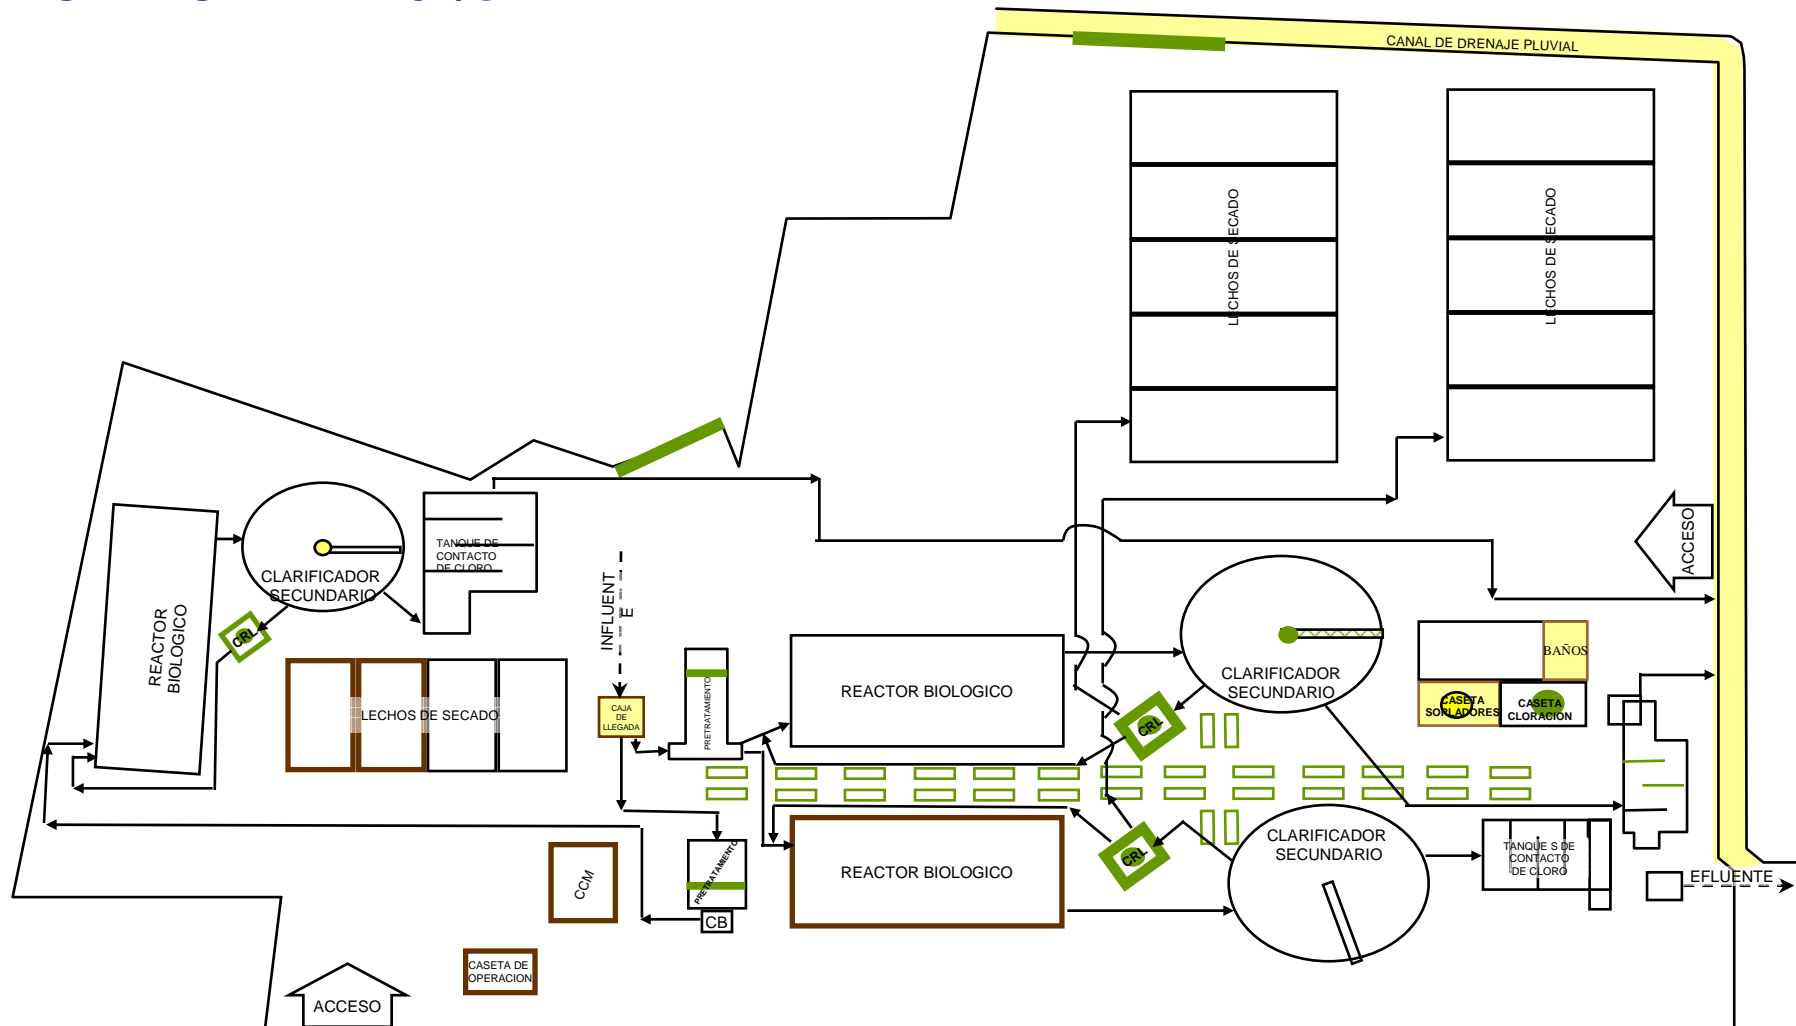 CANAL DE DRENAJE PLUVIAL
LECHOS DE SECADO
LECHOS DE SECADO
ACCESO
TANQUE DE
CONTACTO
DE CLORO
CLARIFICADOR
SECUNDARIO
REACTOR
BIOLOGICO
CRL
INFLUENT
E
LECHOS DE SECADO
CAJA
DE
LLEGADA
PRETRATAMIENTO
REACTOR BIOLOGICO
CLARIFICADOR
SECUNDARIO
CRL
BAÑOS
CASETA
SOPLADORES
CASETA
CLORACION
CCM
PRETRATAMIENTO
CB
REACTOR BIOLOGICO
CRL
CLARIFICADOR
SECUNDARIO
TANQUE S DE
CONTACTO
DE CLORO
EFLUENTE
CASETA DE
OPERACION
ACCESO